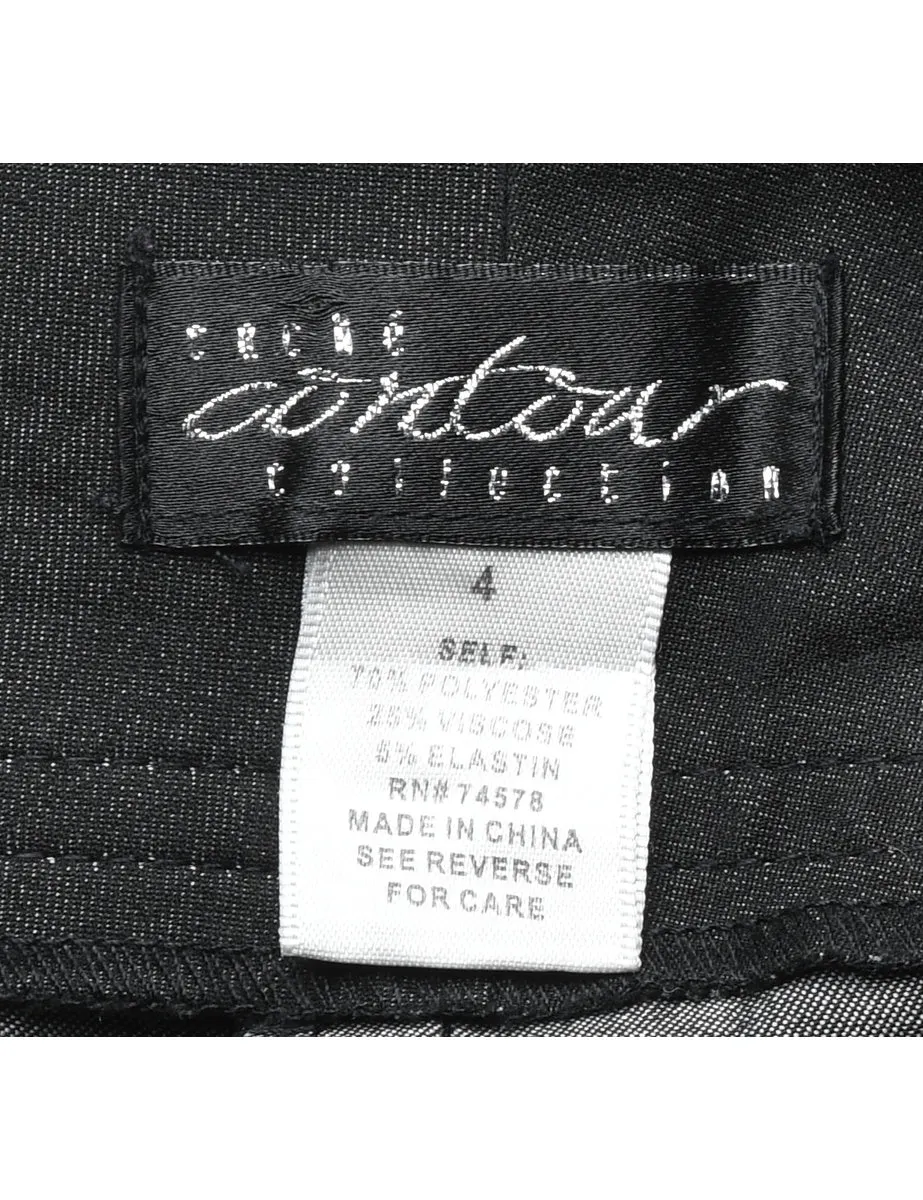 CACHÉ
contour
COLLECTION
4
SELF:
70% POLYESTER
25% VISCOSE
5% ELASTIN
RN# 74578
MADE IN CHINA
SEE REVERSE
FOR CARE